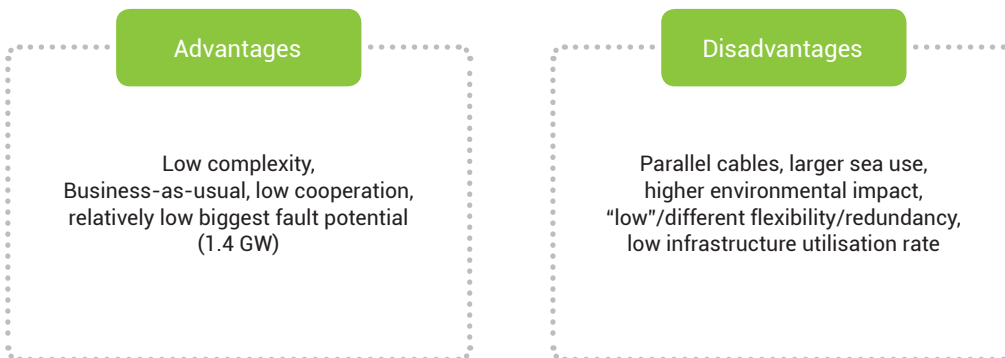 Advantages
Low complexity,
Business-as-usual, low cooperation,
relatively low biggest fault potential
(1.4 GW)
Disadvantages
Parallel cables, larger sea use,
higher environmental impact,
“low”/different flexibility/redundancy,
low infrastructure utilisation rate